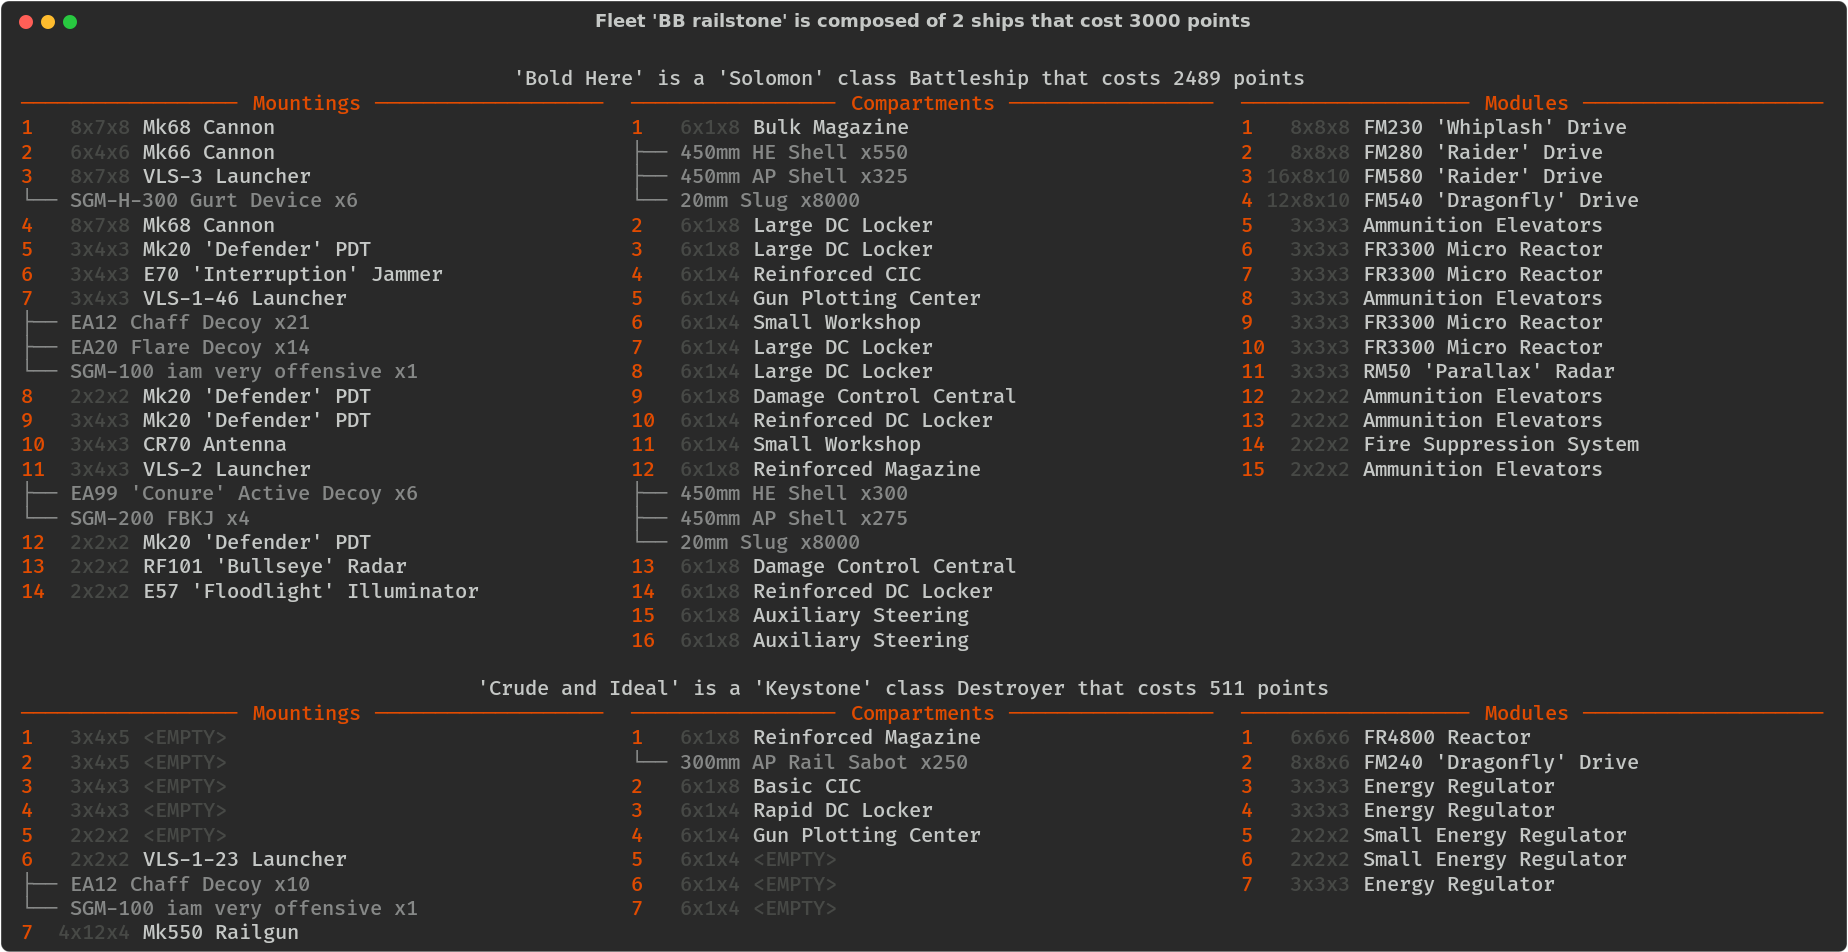 Fleet 'BB railstone' is composed of 2 ships that cost 3000 points
'Bold Here' is a 'Solomon' class Battleship that costs 2489 points
Mountings
1 8x7x8 Mk68 Cannon
2 6x4x6 Mk66 Cannon
3 8x7x8 VLS-3 Launcher
SGM-H-300 Gurt Device x6
4 8x7x8 Mk68 Cannon
5 3x4x3 Mk20 'Defender' PDT
6 3x4x3 E70 'Interruption' Jammer
7 3x4x3 VLS-1-46 Launcher
EA12 Chaff Decoy x21
EA20 Flare Decoy x14
SGM-100 iam very offensive x1
8 2x2x2 Mk20 'Defender' PDT
9 3x4x3 Mk20 'Defender' PDT
10 3x4x3 CR70 Antenna
11 3x4x3 VLS-2 Launcher
EA99 'Conure' Active Decoy x6
SGM-200 FBKJ x4
12 2x2x2 Mk20 'Defender' PDT
13 2x2x2 RF101 'Bullseye' Radar
14 2x2x2 E57 'Floodlight' Illuminator
Compartments
1 6x1x8 Bulk Magazine
450mm HE Shell x550
450mm AP Shell x325
20mm Slug x8000
2 6x1x8 Large DC Locker
3 6x1x8 Large DC Locker
4 6x1x4 Reinforced CIC
5 6x1x4 Gun Plotting Center
6 6x1x4 Small Workshop
7 6x1x4 Large DC Locker
8 6x1x4 Large DC Locker
9 6x1x8 Damage Control Central
10 6x1x4 Reinforced DC Locker
11 6x1x4 Small Workshop
12 6x1x8 Reinforced Magazine
450mm HE Shell x300
450mm AP Shell x275
20mm Slug x8000
13 6x1x8 Damage Control Central
14 6x1x8 Reinforced DC Locker
15 6x1x8 Auxiliary Steering
16 6x1x8 Auxiliary Steering
Modules
1 8x8x8 FM230 'Whiplash' Drive
2 8x8x8 FM280 'Raider' Drive
3 16x8x10 FM580 'Raider' Drive
4 12x8x10 FM540 'Dragonfly' Drive
5 3x3x3 Ammunition Elevators
6 3x3x3 FR3300 Micro Reactor
7 3x3x3 FR3300 Micro Reactor
8 3x3x3 Ammunition Elevators
9 3x3x3 FR3300 Micro Reactor
10 3x3x3 FR3300 Micro Reactor
11 3x3x3 RM50 'Parallax' Radar
12 2x2x2 Ammunition Elevators
13 2x2x2 Ammunition Elevators
14 2x2x2 Fire Suppression System
15 2x2x2 Ammunition Elevators
'Crude and Ideal' is a 'Keystone' class Destroyer that costs 511 points
Mountings
1 3x4x5 <EMPTY>
2 3x4x5 <EMPTY>
3 3x4x3 <EMPTY>
4 3x4x3 <EMPTY>
5 2x2x2 <EMPTY>
6 2x2x2 VLS-1-23 Launcher
EA12 Chaff Decoy x10
SGM-100 iam very offensive x1
7 4x12x4 Mk550 Railgun
Compartments
1 6x1x8 Reinforced Magazine
300mm AP Rail Sabot x250
2 6x1x8 Basic CIC
3 6x1x4 Rapid DC Locker
4 6x1x4 Gun Plotting Center
5 6x1x4 <EMPTY>
6 6x1x4 <EMPTY>
7 6x1x4 <EMPTY>
Modules
1 6x6x6 FR4800 Reactor
2 8x8x6 FM240 'Dragonfly' Drive
3 3x3x3 Energy Regulator
4 3x3x3 Energy Regulator
5 2x2x2 Small Energy Regulator
6 2x2x2 Small Energy Regulator
7 3x3x3 Energy Regulator